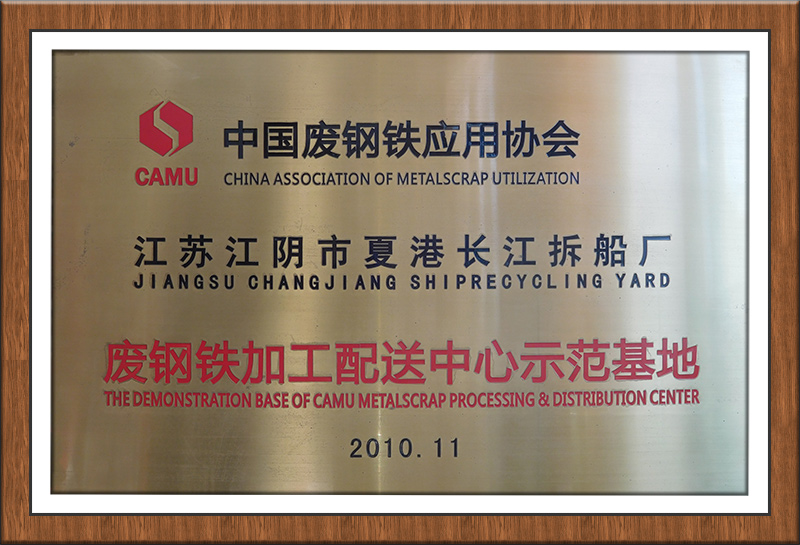 中国废钢铁应用协会
CAMU
CHINA ASSOCIATION OF METALSCRAP UTILIZATION
江苏江阴市夏港长江拆船厂
JIANGSU CHANGJIANG SHIPRECYCLING YARD
废钢铁加工配送中心示范基地
THE DEMONSTRATION BASE OF CAMU METALSCRAP PROCESSING & DISTRIBUTION CENTER
2010.11